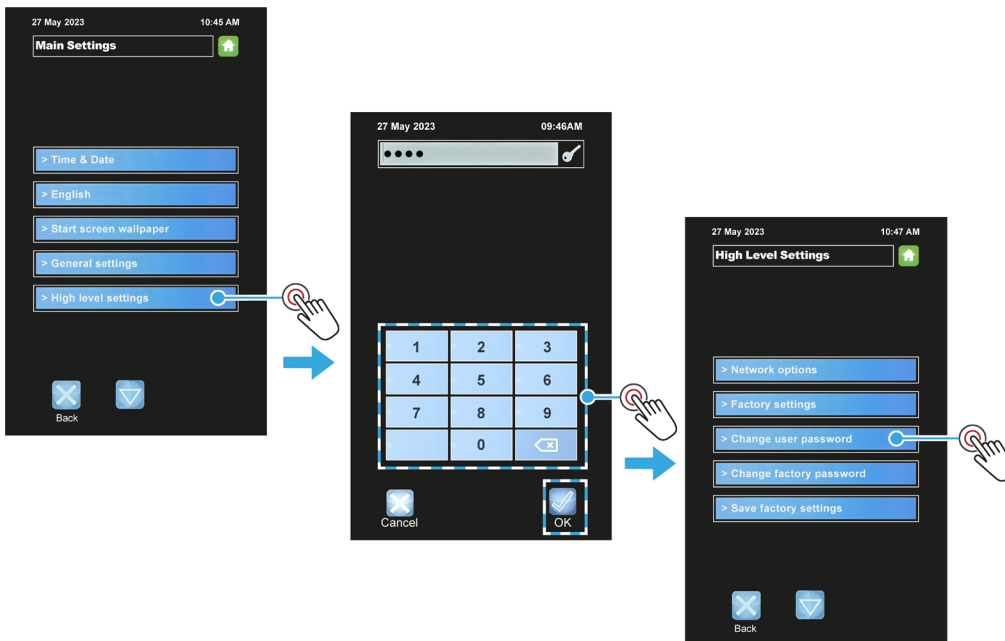 27 May 2023 10:45 AM
Main Settings
> Time & Date
> English
> Start screen wallpaper
> General settings
> High level settings
Back
27 May 2023 09:46AM
●●●●
1 2 3
4 5 6
7 8 9
0
Cancel OK
27 May 2023 10:47 AM
High Level Settings
> Network options
> Factory settings
> Change user password
> Change factory password
> Save factory settings
Back